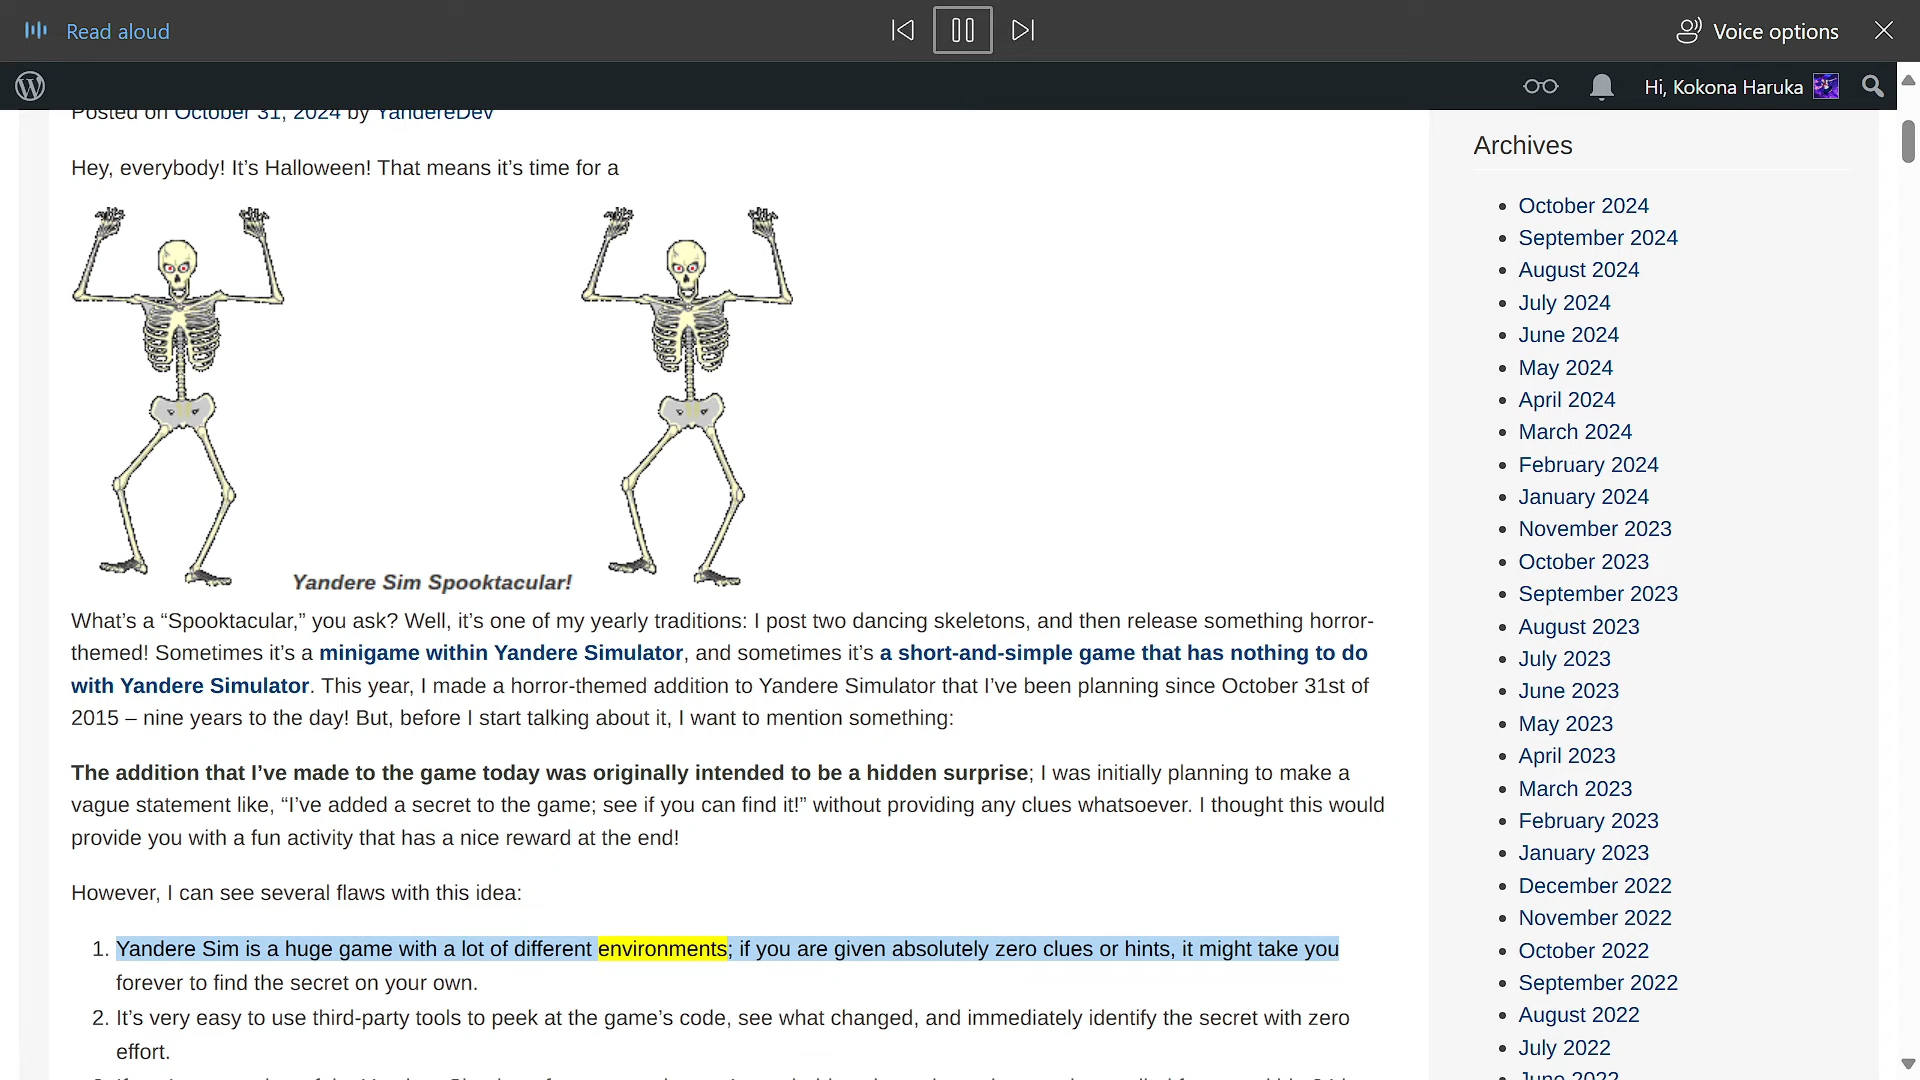 Read aloud
Voice options
Hi, Kokona Haruka
Posted on October 31, 2024 by YandereDev
Hey, everybody! It’s Halloween! That means it’s time for a
Yandere Sim Spooktacular!
What’s a “Spooktacular,” you ask? Well, it’s one of my yearly traditions: I post two dancing skeletons, and then release something horror-
themed! Sometimes it’s a minigame within Yandere Simulator, and sometimes it’s a short-and-simple game that has nothing to do
with Yandere Simulator. This year, I made a horror-themed addition to Yandere Simulator that I’ve been planning since October 31st of
2015 – nine years to the day! But, before I start talking about it, I want to mention something:
The addition that I’ve made to the game today was originally intended to be a hidden surprise; I was initially planning to make a
vague statement like, “I’ve added a secret to the game; see if you can find it!” without providing any clues whatsoever. I thought this would
provide you with a fun activity that has a nice reward at the end!
However, I can see several flaws with this idea:
1. Yandere Sim is a huge game with a lot of different environments; if you are given absolutely zero clues or hints, it might take you
forever to find the secret on your own.
2. It’s very easy to use third-party tools to peek at the game’s code, see what changed, and immediately identify the secret with zero
effort.
Archives
October 2024
September 2024
August 2024
July 2024
June 2024
May 2024
April 2024
March 2024
February 2024
January 2024
November 2023
October 2023
September 2023
August 2023
July 2023
June 2023
May 2023
April 2023
March 2023
February 2023
January 2023
December 2022
November 2022
October 2022
September 2022
August 2022
July 2022
June 2022